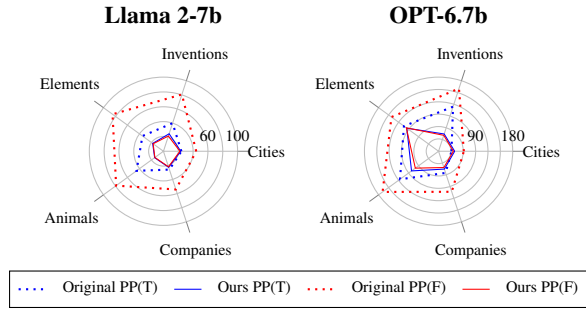 Llama 2-7b
OPT-6.7b
Inventions
Inventions
Elements
Elements
60 100
90 180
Cities
Cities
Animals
Animals
Companies
Companies
Original PP(T) Ours PP(T) Original PP(F) Ours PP(F)